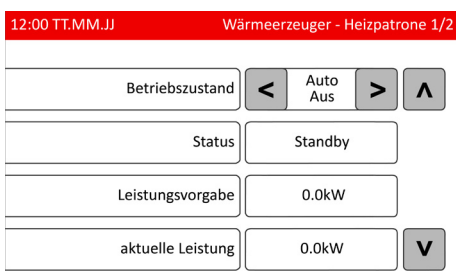 12:00 TT.MM.JJ Wärmeerzeuger - Heizpatrone 1/2
Betriebszustand < Auto > ʌ
Aus
Status Standby
Leistungsvorgabe 0.0kW
aktuelle Leistung 0.0kW v